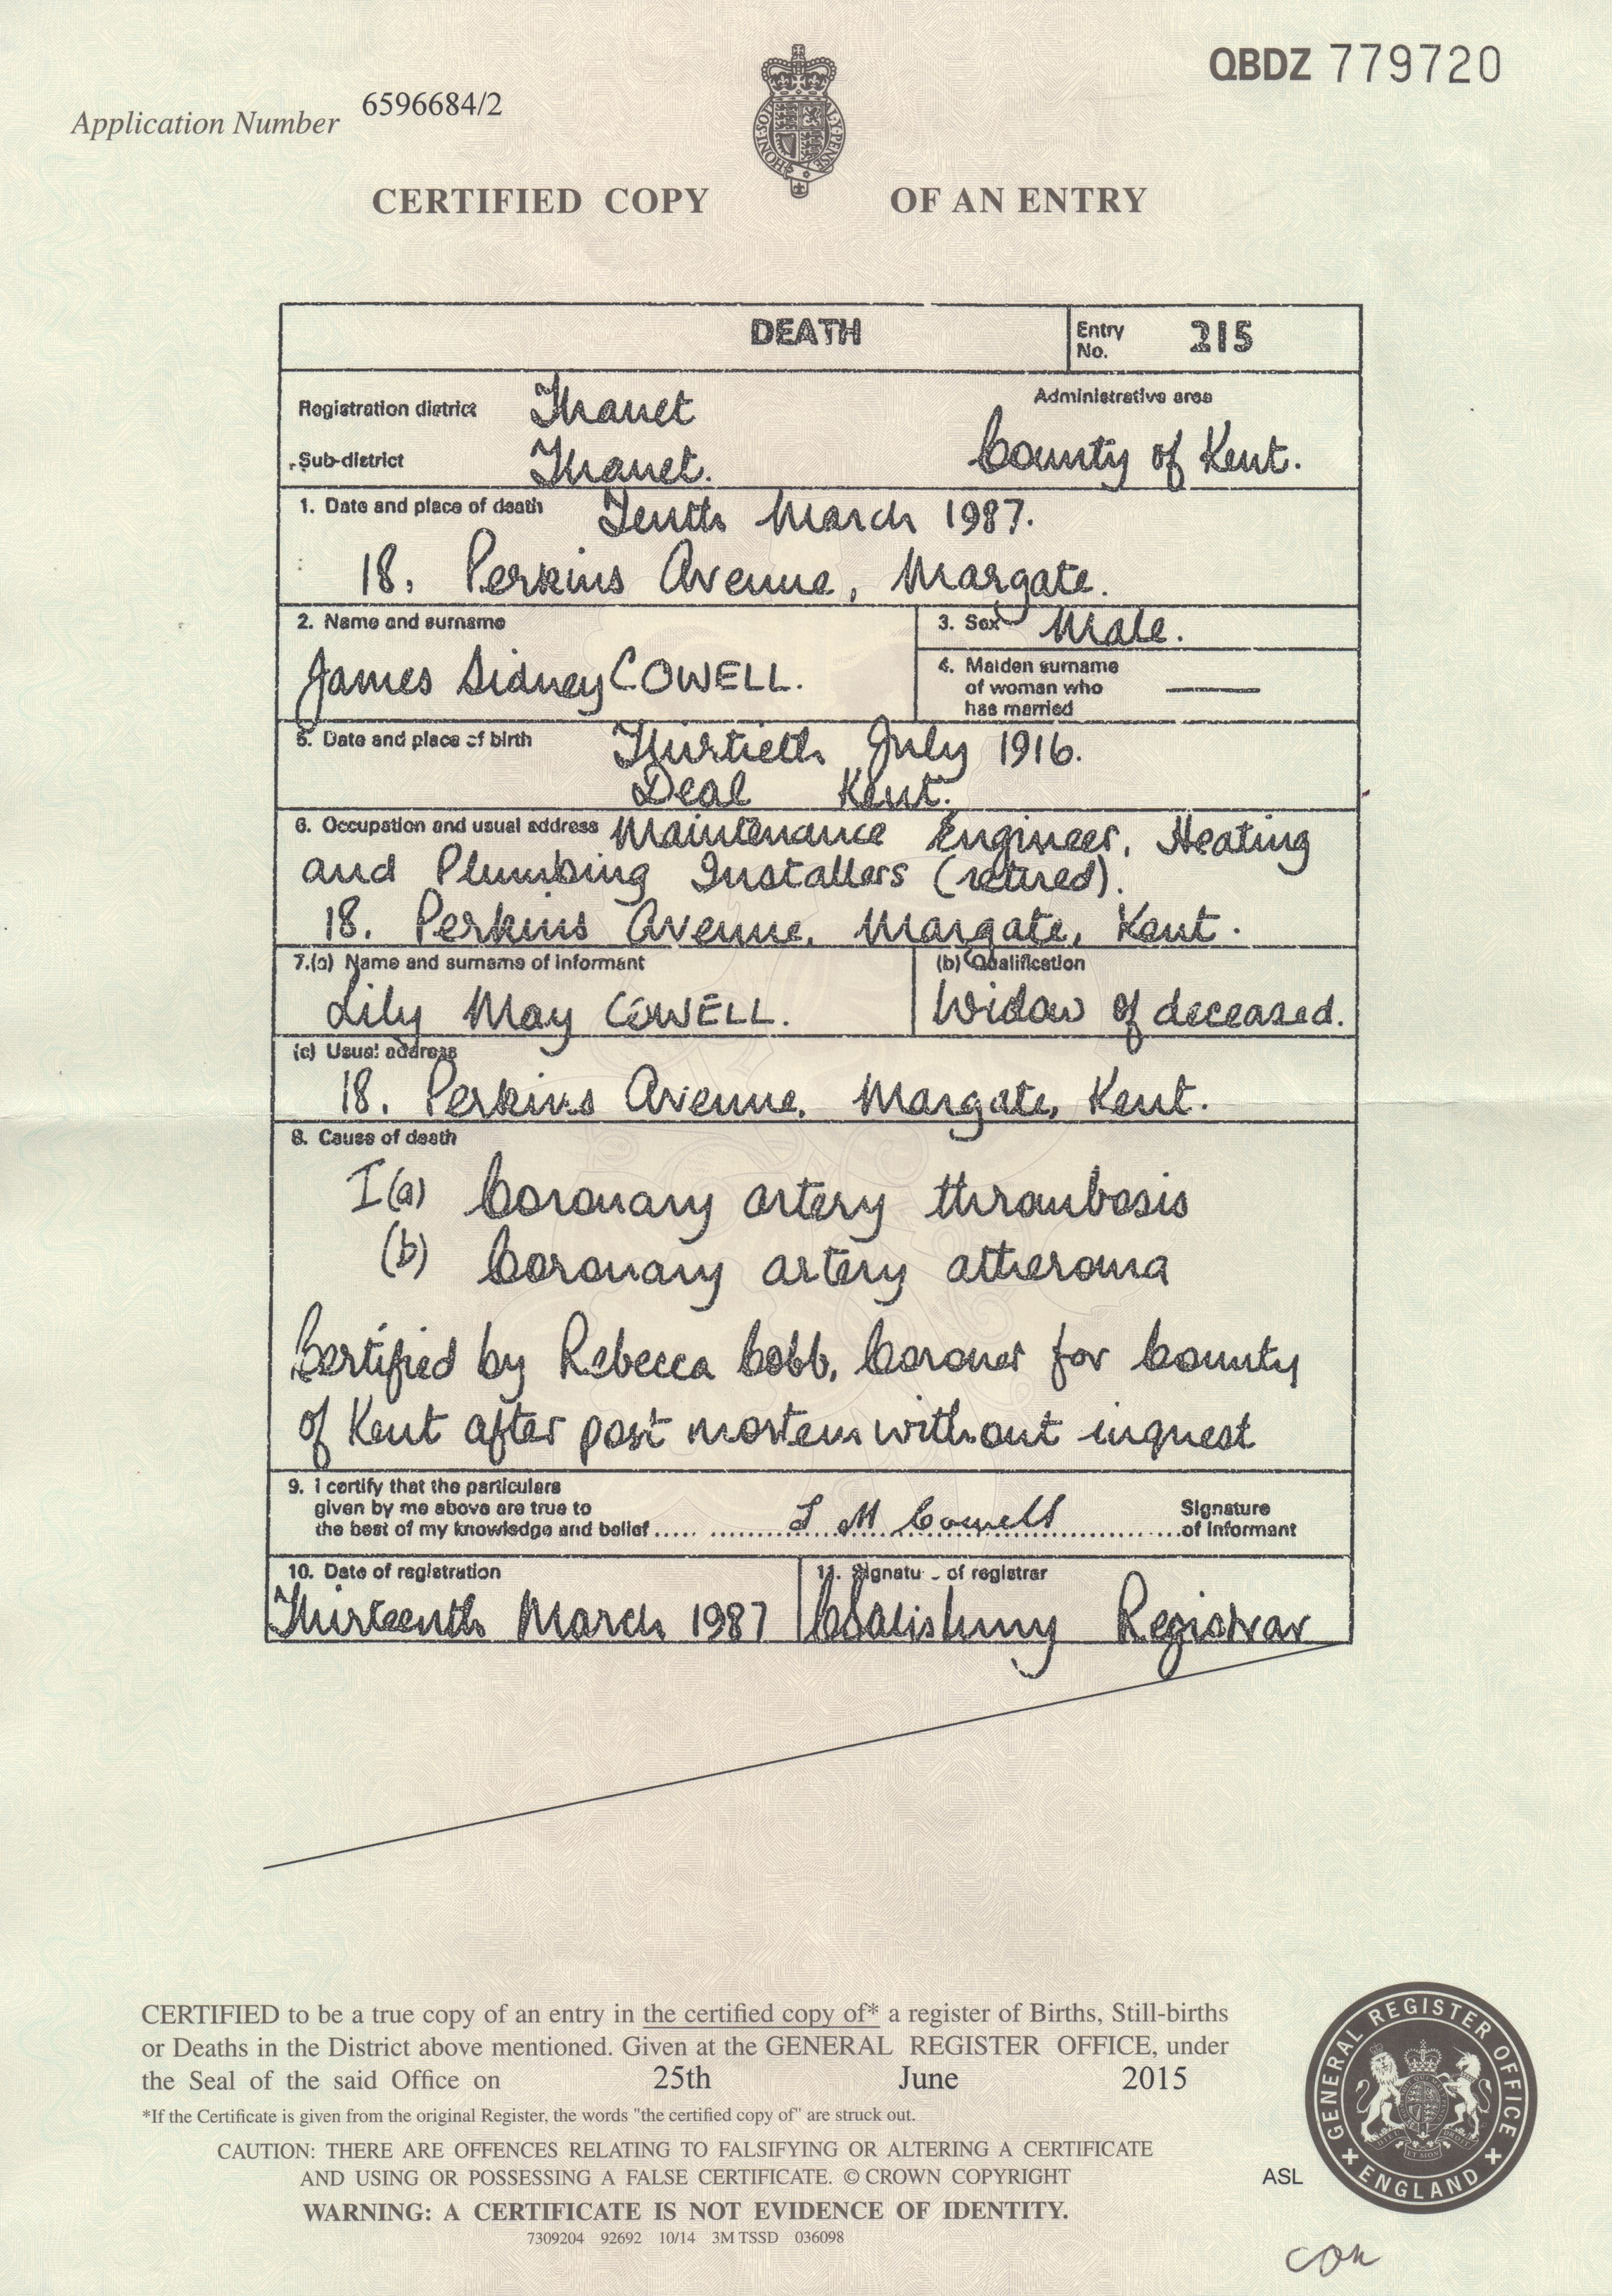 QBDZ 779720
Application Number 6596684/2
CERTIFIED COPY OF AN ENTRY
DEATH
Entry No. 215
Registration district Thanet
Administrative area
Sub-district Thanet.
County of Kent.
1. Date and place of death Tenth March 1987.
18, Perkins Avenue, Margate.
2. Name and surname
James Sidney COWELL.
3. Sex Male.
4. Maiden surname
of woman who
has married
5. Date and place of birth Thirtieth July 1916.
Deal Kent.
6. Occupation and usual address Maintenance Engineer, Heating
and Plumbing Installers (retired).
18. Perkins Avenue, Margate, Kent.
7.(a) Name and surname of informant
Lily May COWELL.
(b) Qualification
Widow of deceased.
(c) Usual address
18. Perkins Avenue, Margate, Kent.
8. Cause of death
I(a) Coronary artery thrombosis
(b) Coronary artery atheroma
Certified by Rebecca Cobb, Coroner for County
of Kent after post mortem without inquest
9. I certify that the particulars
given by me above are true to
the best of my knowledge and belief L M Cowell
Signature
of informant
10. Date of registration
Thirteenth March 1987
11. Signature of registrar
Registrar
CERTIFIED to be a true copy of an entry in the certified copy of* a register of Births, Still-births
or Deaths in the District above mentioned. Given at the GENERAL REGISTER OFFICE, under
the Seal of the said Office on 25th June 2015
*If the Certificate is given from the original Register, the words "the certified copy of" are struck out.
CAUTION: THERE ARE OFFENCES RELATING TO FALSIFYING OR ALTERING A CERTIFICATE
AND USING OR POSSESSING A FALSE CERTIFICATE. © CROWN COPYRIGHT
WARNING: A CERTIFICATE IS NOT EVIDENCE OF IDENTITY.
7309204 92692 10/14 3M TSSD 036098
ASL
GENERAL REGISTER OFFICE
ENGLAND